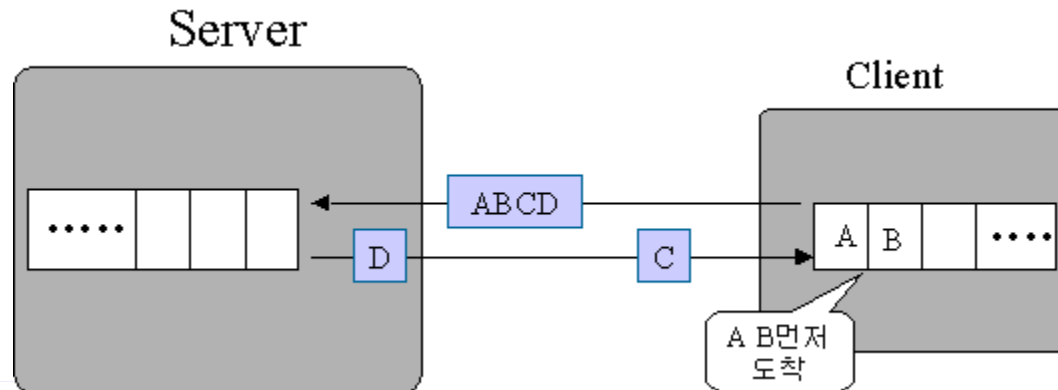 Server
Client
ABCD
•••••
A
B
••••
D
C
A B먼저
도착